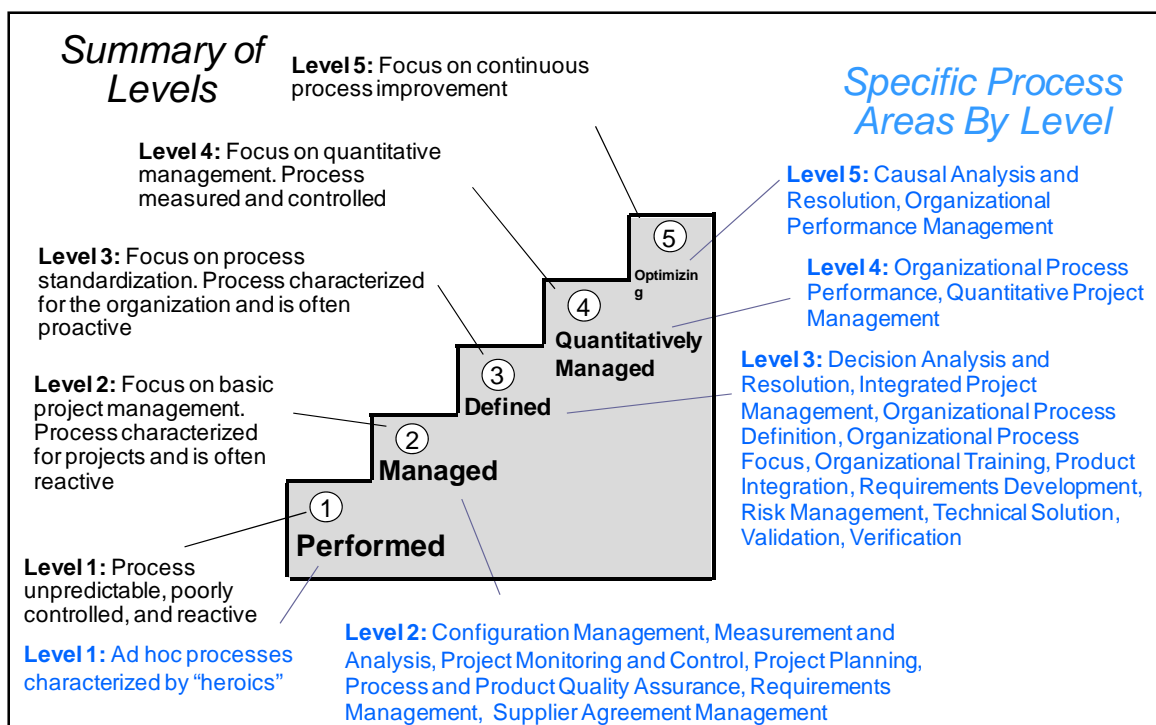 Summary of
Levels
Level 5: Focus on continuous
process improvement
Level 4: Focus on quantitative
management. Process
measured and controlled
Level 3: Focus on process
standardization. Process characterized
for the organization and is often
proactive
Level 2: Focus on basic
project management.
Process characterized
for projects and is often
reactive
Level 1: Process
unpredictable, poorly
controlled, and reactive
Level 1: Ad hoc processes
characterized by “heroics”
5
Optimizin
g
4
Quantitatively
Managed
3
Defined
2
Managed
1
Performed
Specific Process
Areas By Level
Level 5: Causal Analysis and
Resolution, Organizational
Performance Management
Level 4: Organizational Process
Performance, Quantitative Project
Management
Level 3: Decision Analysis and
Resolution, Integrated Project
Management, Organizational Process
Definition, Organizational Process
Focus, Organizational Training, Product
Integration, Requirements Development,
Risk Management, Technical Solution,
Validation, Verification
Level 2: Configuration Management, Measurement and
Analysis, Project Monitoring and Control, Project Planning,
Process and Product Quality Assurance, Requirements
Management, Supplier Agreement Management